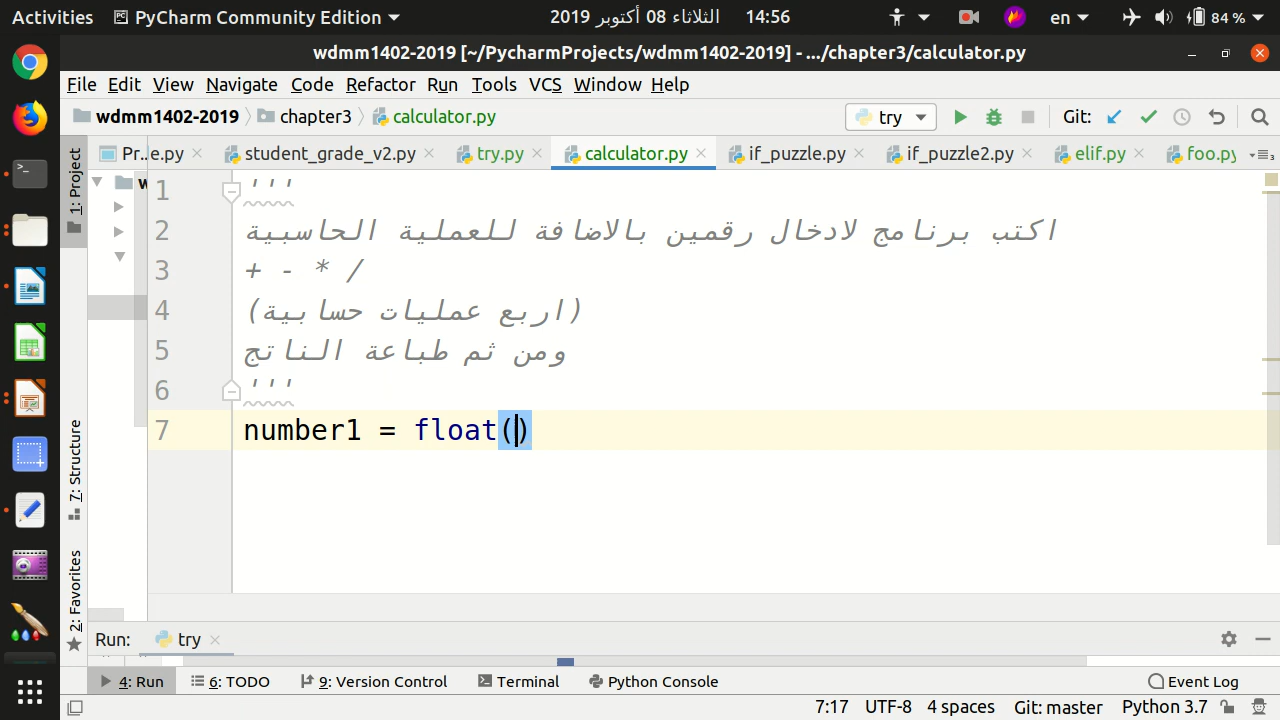 Activities PyCharm Community Edition 2019 الثلاثاء 08 أكتوبر 14:56 en 84 %
wdmm1402-2019 [~/PycharmProjects/wdmm1402-2019] - .../chapter3/calculator.py
File Edit View Navigate Code Refactor Run Tools VCS Window Help
wdmm1402-2019 chapter3 calculator.py try Git:
Pr..e.py student_grade_v2.py try.py calculator.py if_puzzle.py if_puzzle2.py elif.py foo.py
1 '''
2 اكتب برنامج لادخال رقمين بالاضافة للعملية الحاسبية
3 + - * /
4 (اربع عمليات حسابية)
5 ومن ثم طباعة الناتج
6 '''
7 number1 = float()
1: Project
7: Structure
2: Favorites
Run: try
4: Run 6: TODO 9: Version Control Terminal Python Console Event Log
7:17 UTF-8 4 spaces Git: master Python 3.7